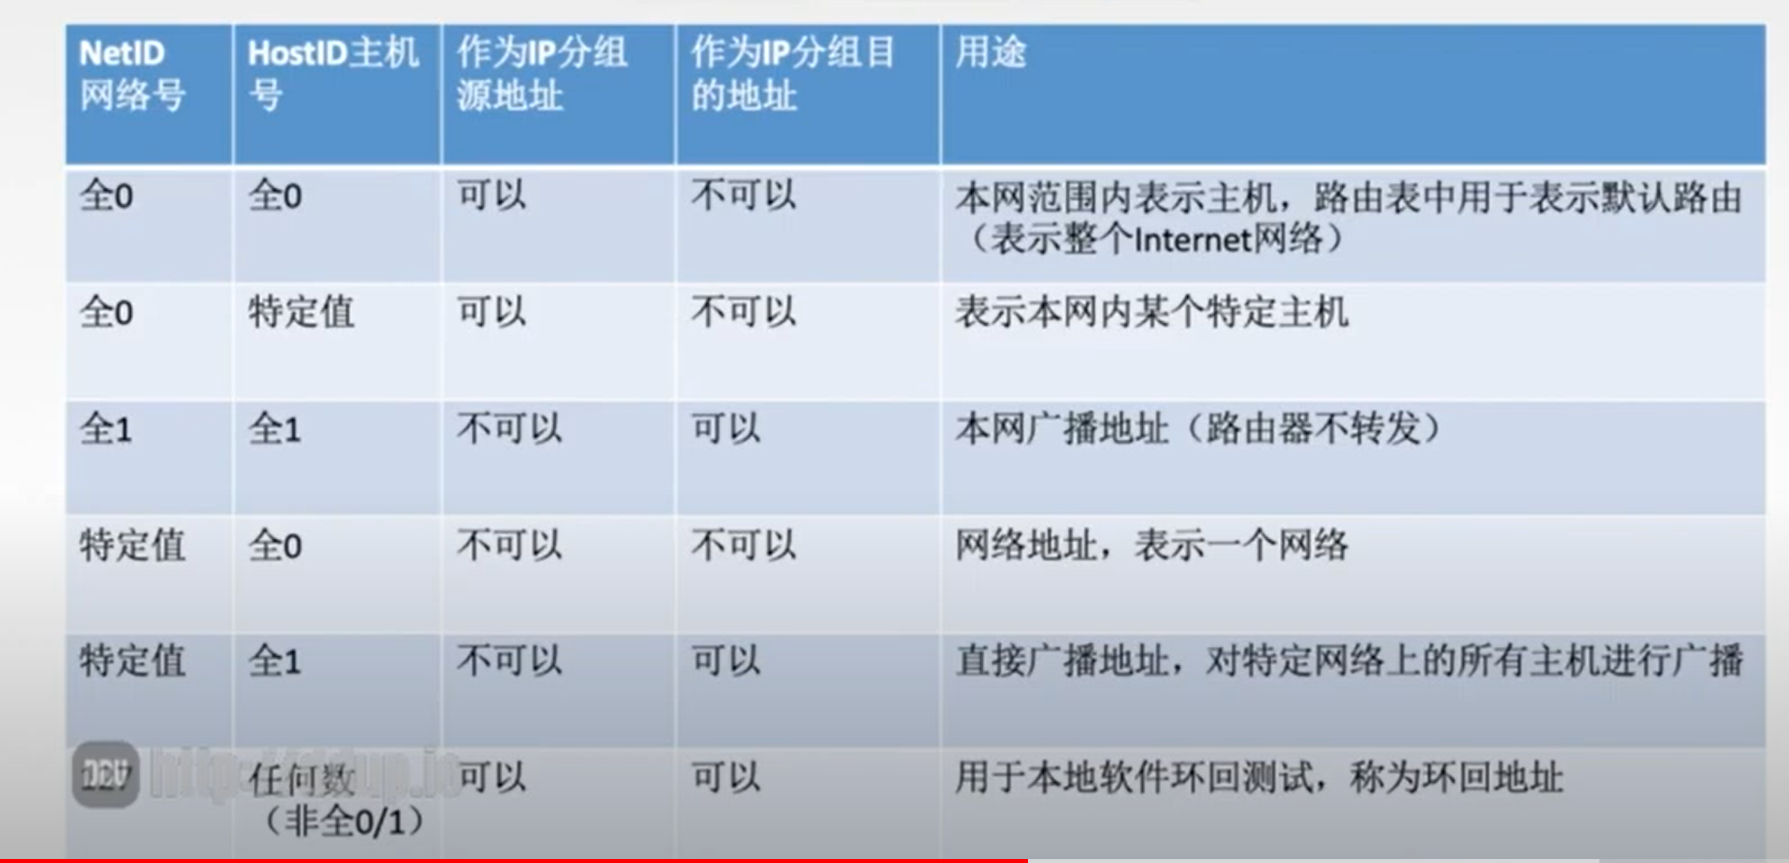 NetID
网络号
HostID主机
号
作为IP分组
源地址
作为IP分组目
的地址
用途
全0
全0
可以
不可以
本网范围内表示主机，路由表中用于表示默认路由
（表示整个Internet网络）
全0
特定值
可以
不可以
表示本网内某个特定主机
全1
全1
不可以
可以
本网广播地址（路由器不转发）
特定值
全0
不可以
不可以
网络地址，表示一个网络
特定值
全1
不可以
可以
直接广播地址，对特定网络上的所有主机进行广播
任何数
（非全0/1）
可以
可以
用于本地软件环回测试，称为环回地址